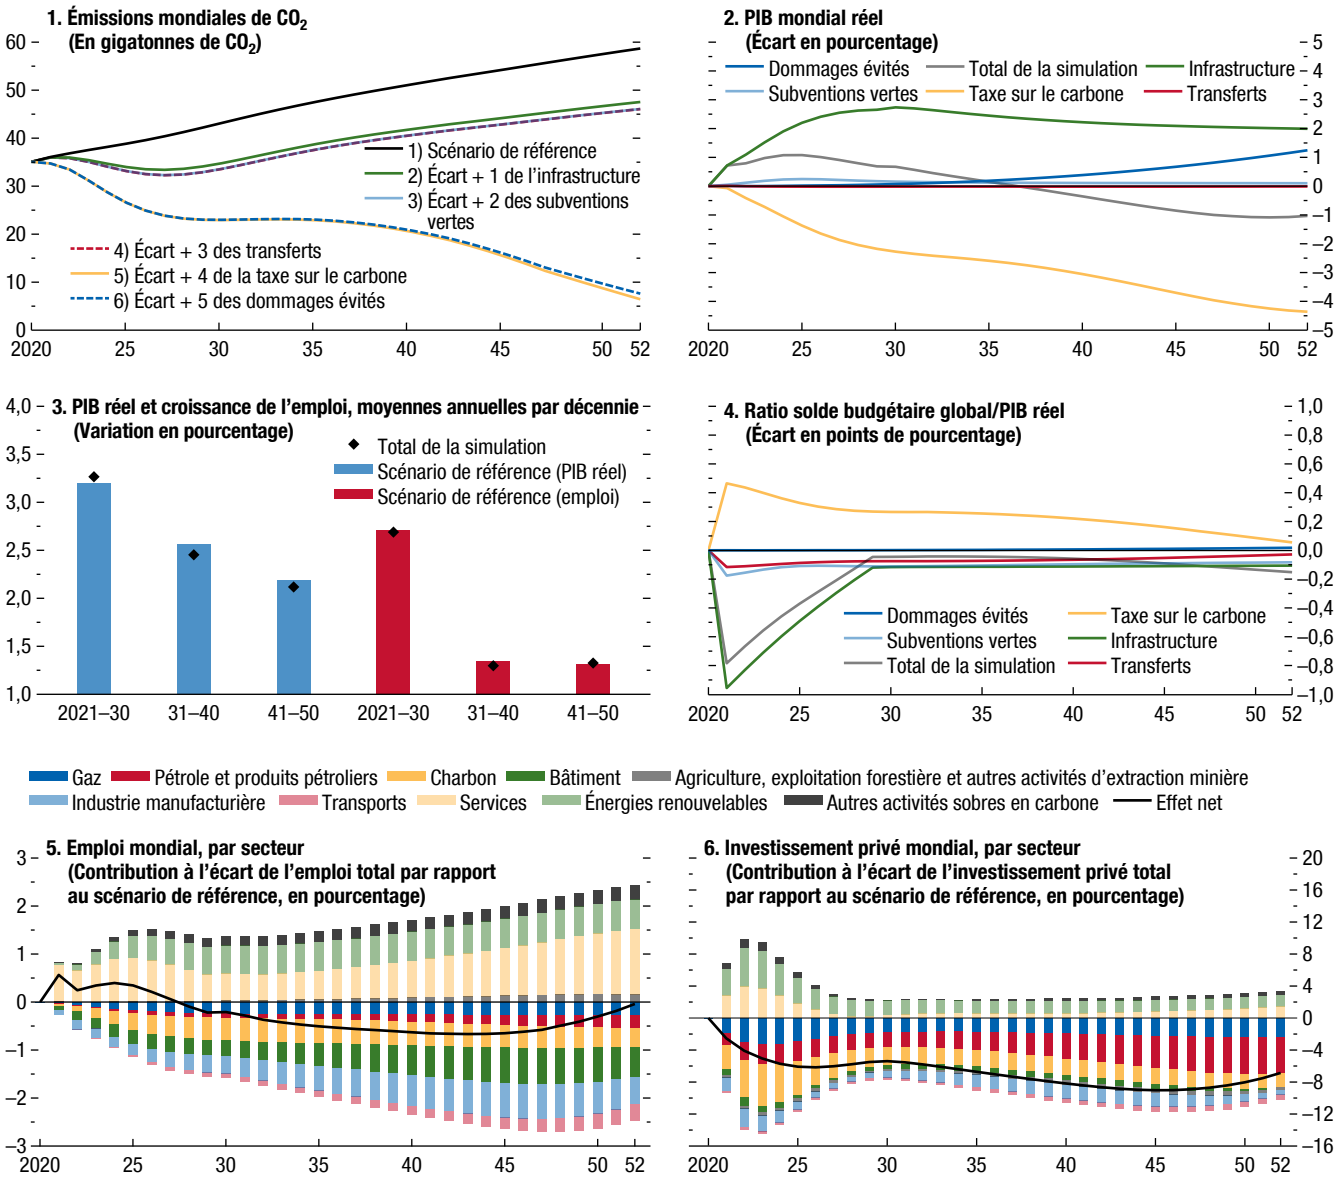 1. Émissions mondiales de CO₂
(En gigatonnes de CO₂)
60
50
40
30
20
10
0
2020 25 30 35 40 45 50 52
1) Scénario de référence
2) Écart + 1 de l'infrastructure
3) Écart + 2 des subventions
vertes
4) Écart + 3 des transferts
5) Écart + 4 de la taxe sur le carbone
6) Écart + 5 des dommages évités
2. PIB mondial réel
(Écart en pourcentage)
Dommages évités Total de la simulation Infrastructure
Subventions vertes Taxe sur le carbone Transferts
5
4
3
2
1
0
–1
–2
–3
–4
–5
2020 25 30 35 40 45 50 52
3. PIB réel et croissance de l'emploi, moyennes annuelles par décennie
(Variation en pourcentage)
Total de la simulation
Scénario de référence (PIB réel)
Scénario de référence (emploi)
4,0
3,5
3,0
2,5
2,0
1,5
1,0
2021–30 31–40 41–50 2021–30 31–40 41–50
4. Ratio solde budgétaire global/PIB réel
(Écart en points de pourcentage)
1,0
0,8
0,6
0,4
0,2
0,0
–0,2
–0,4
–0,6
–0,8
–1,0
Dommages évités Taxe sur le carbone
Subventions vertes Infrastructure
Total de la simulation Transferts
2020 25 30 35 40 45 50 52
Gaz Pétrole et produits pétroliers Charbon Bâtiment Agriculture, exploitation forestière et autres activités d'extraction minière
Industrie manufacturière Transports Services Énergies renouvelables Autres activités sobres en carbone Effet net
5. Emploi mondial, par secteur
(Contribution à l'écart de l'emploi total par rapport
au scénario de référence, en pourcentage)
3
2
1
0
–1
–2
–3
2020 25 30 35 40 45 50 52
6. Investissement privé mondial, par secteur
(Contribution à l'écart de l'investissement privé total
par rapport au scénario de référence, en pourcentage)
20
16
12
8
4
0
–4
–8
–12
–16
2020 25 30 35 40 45 50 52